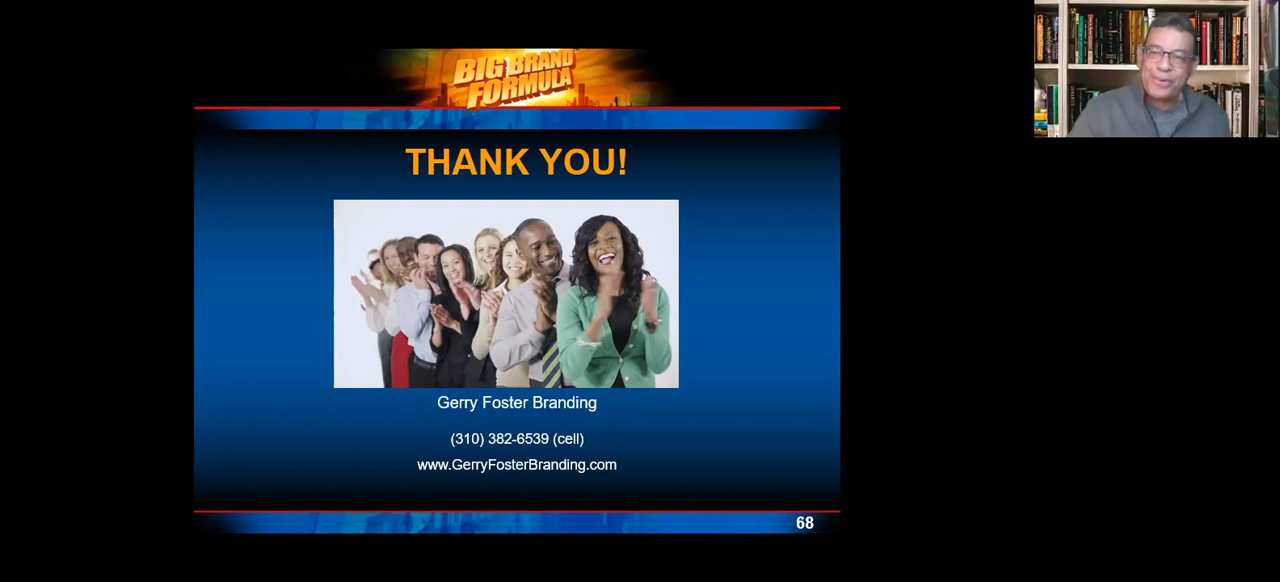 BIG BRAND
FORMULA
THANK YOU!
Gerry Foster Branding
(310) 382-6539 (cell)
www.GerryFosterBranding.com
68